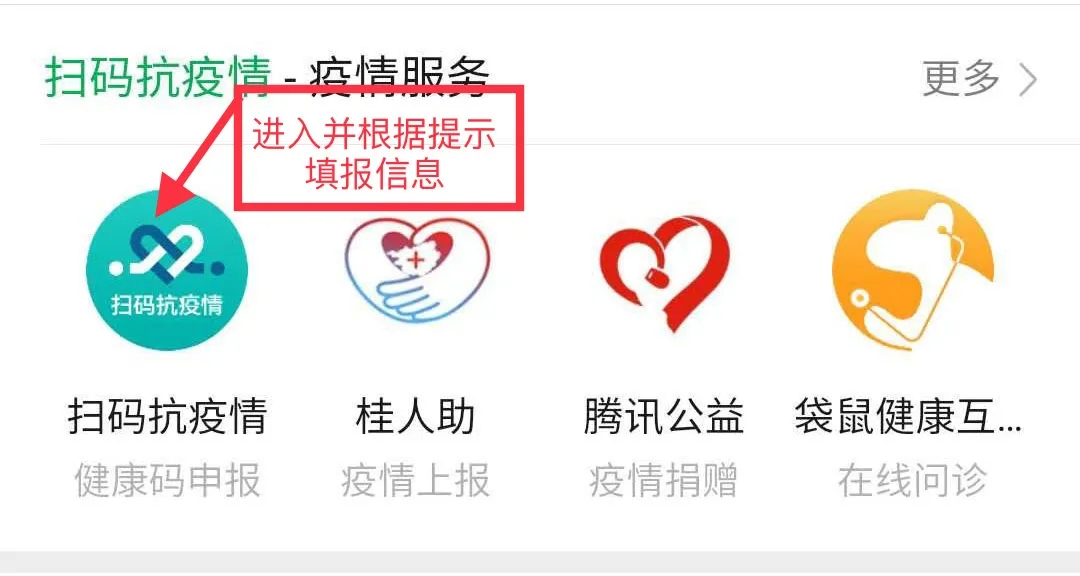 扫码抗疫情 - 疫情服务
更多
进入并根据提示
填报信息
扫码抗疫情
扫码抗疫情
桂人助
腾讯公益
袋鼠健康互...
健康码申报
疫情上报
疫情捐赠
在线问诊